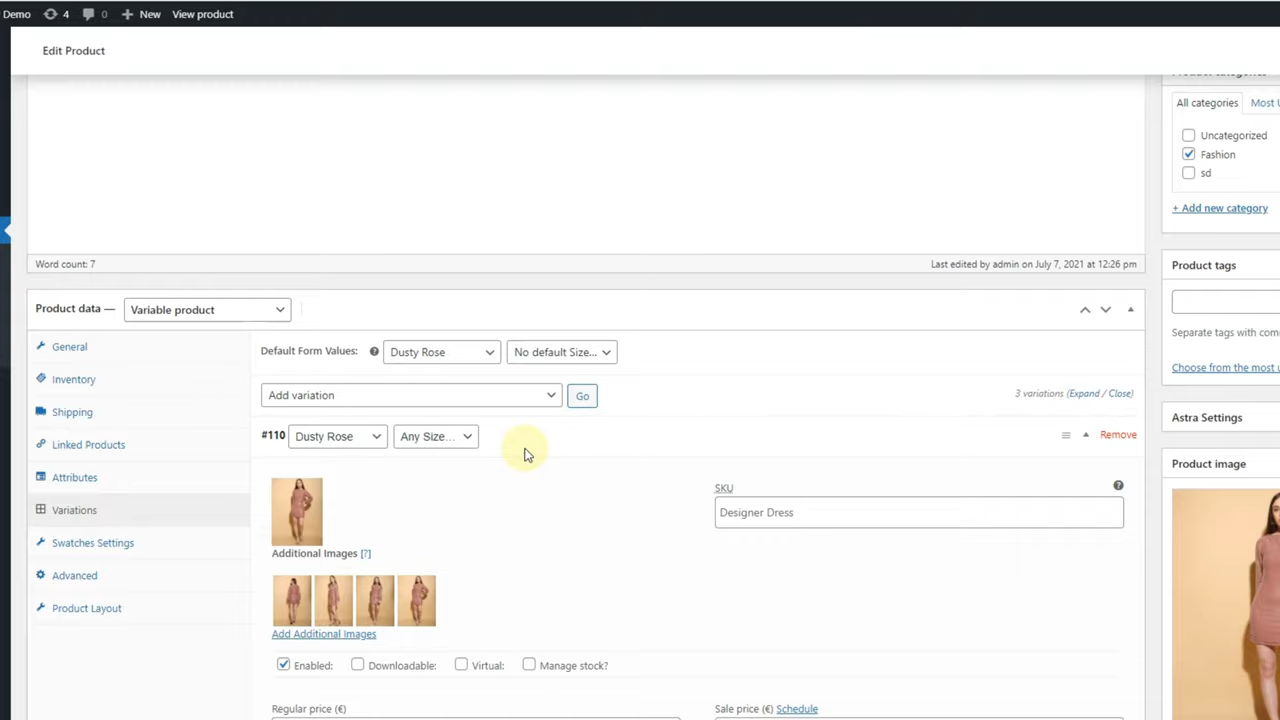 Demo 4 0 New View product
Edit Product
Product categories
All categories Most U
Uncategorized
Fashion
sd
+ Add new category
Word count: 7 Last edited by admin on July 7, 2021 at 12:26 pm
Product tags
Separate tags with com
Choose from the most u
Product data — Variable product
General
Inventory
Shipping
Linked Products
Attributes
Variations
Swatches Settings
Advanced
Product Layout
Default Form Values: ? Dusty Rose No default Size...
Add variation Go 3 variations (Expand / Close)
#110 Dusty Rose Any Size... Remove
SKU ?
Designer Dress
Additional Images [?]
Add Additional Images
Enabled: Downloadable: Virtual: Manage stock?
Regular price (€) Sale price (€) Schedule
Astra Settings
Product image